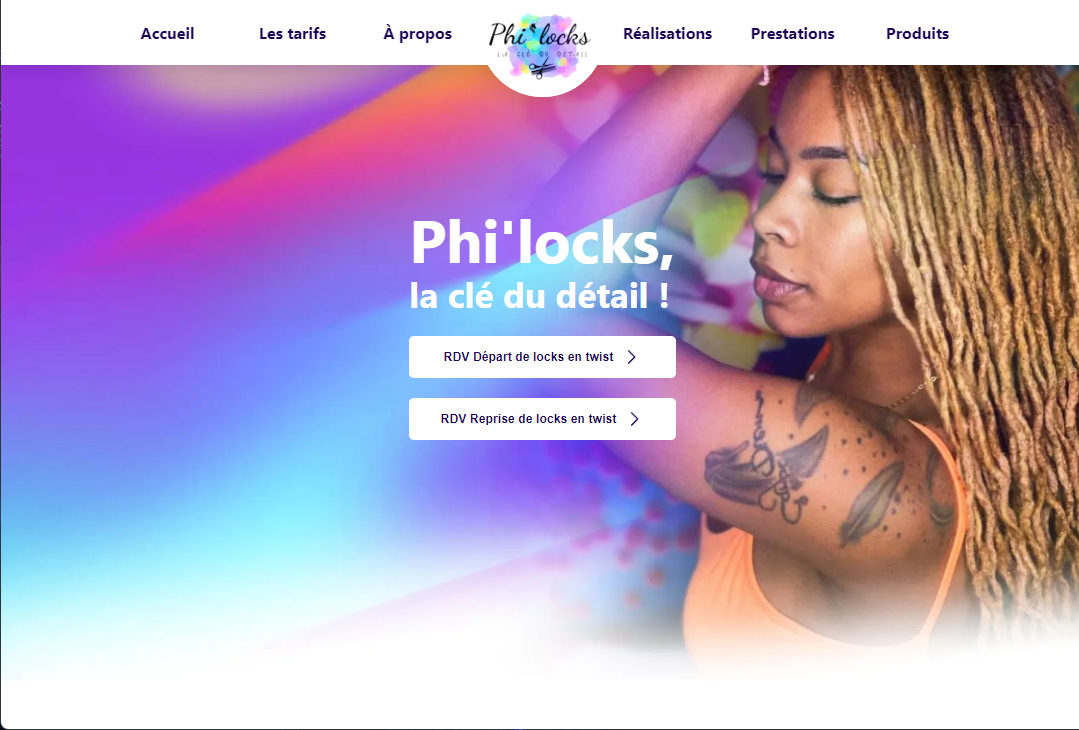 Accueil
Les tarifs
À propos
Phi'locks
LA CLÉ DU DÉTAIL
Réalisations
Prestations
Produits
Phi'locks,
la clé du détail !
RDV Départ de locks en twist
RDV Reprise de locks en twist